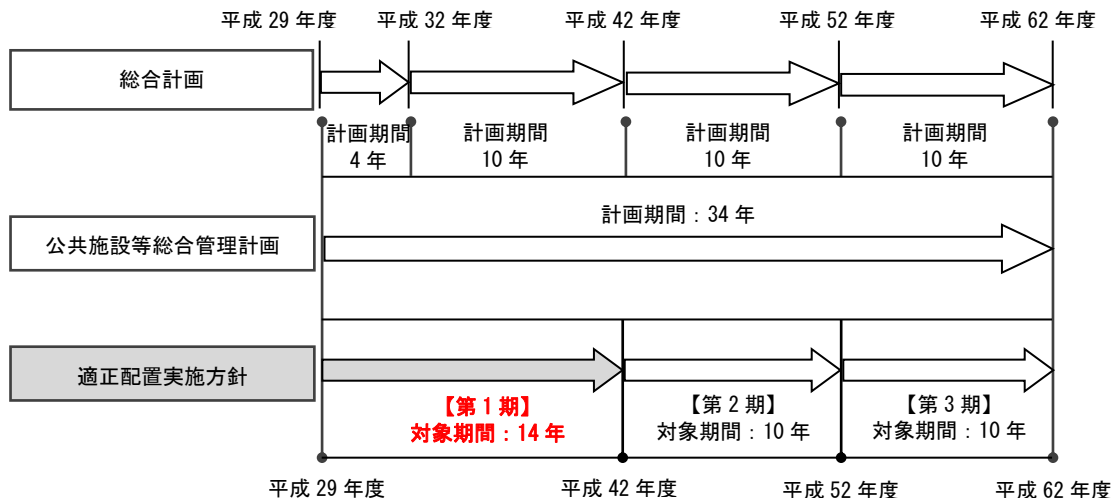 平成 29 年度
平成 32 年度
平成 42 年度
平成 52 年度
平成 62 年度
総合計画
計画期間
4 年
計画期間
10 年
計画期間
10 年
計画期間
10 年
計画期間：34 年
公共施設等総合管理計画
適正配置実施方針
【第 1 期】
対象期間：14 年
【第 2 期】
対象期間：10 年
【第 3 期】
対象期間：10 年
平成 29 年度
平成 42 年度
平成 52 年度
平成 62 年度